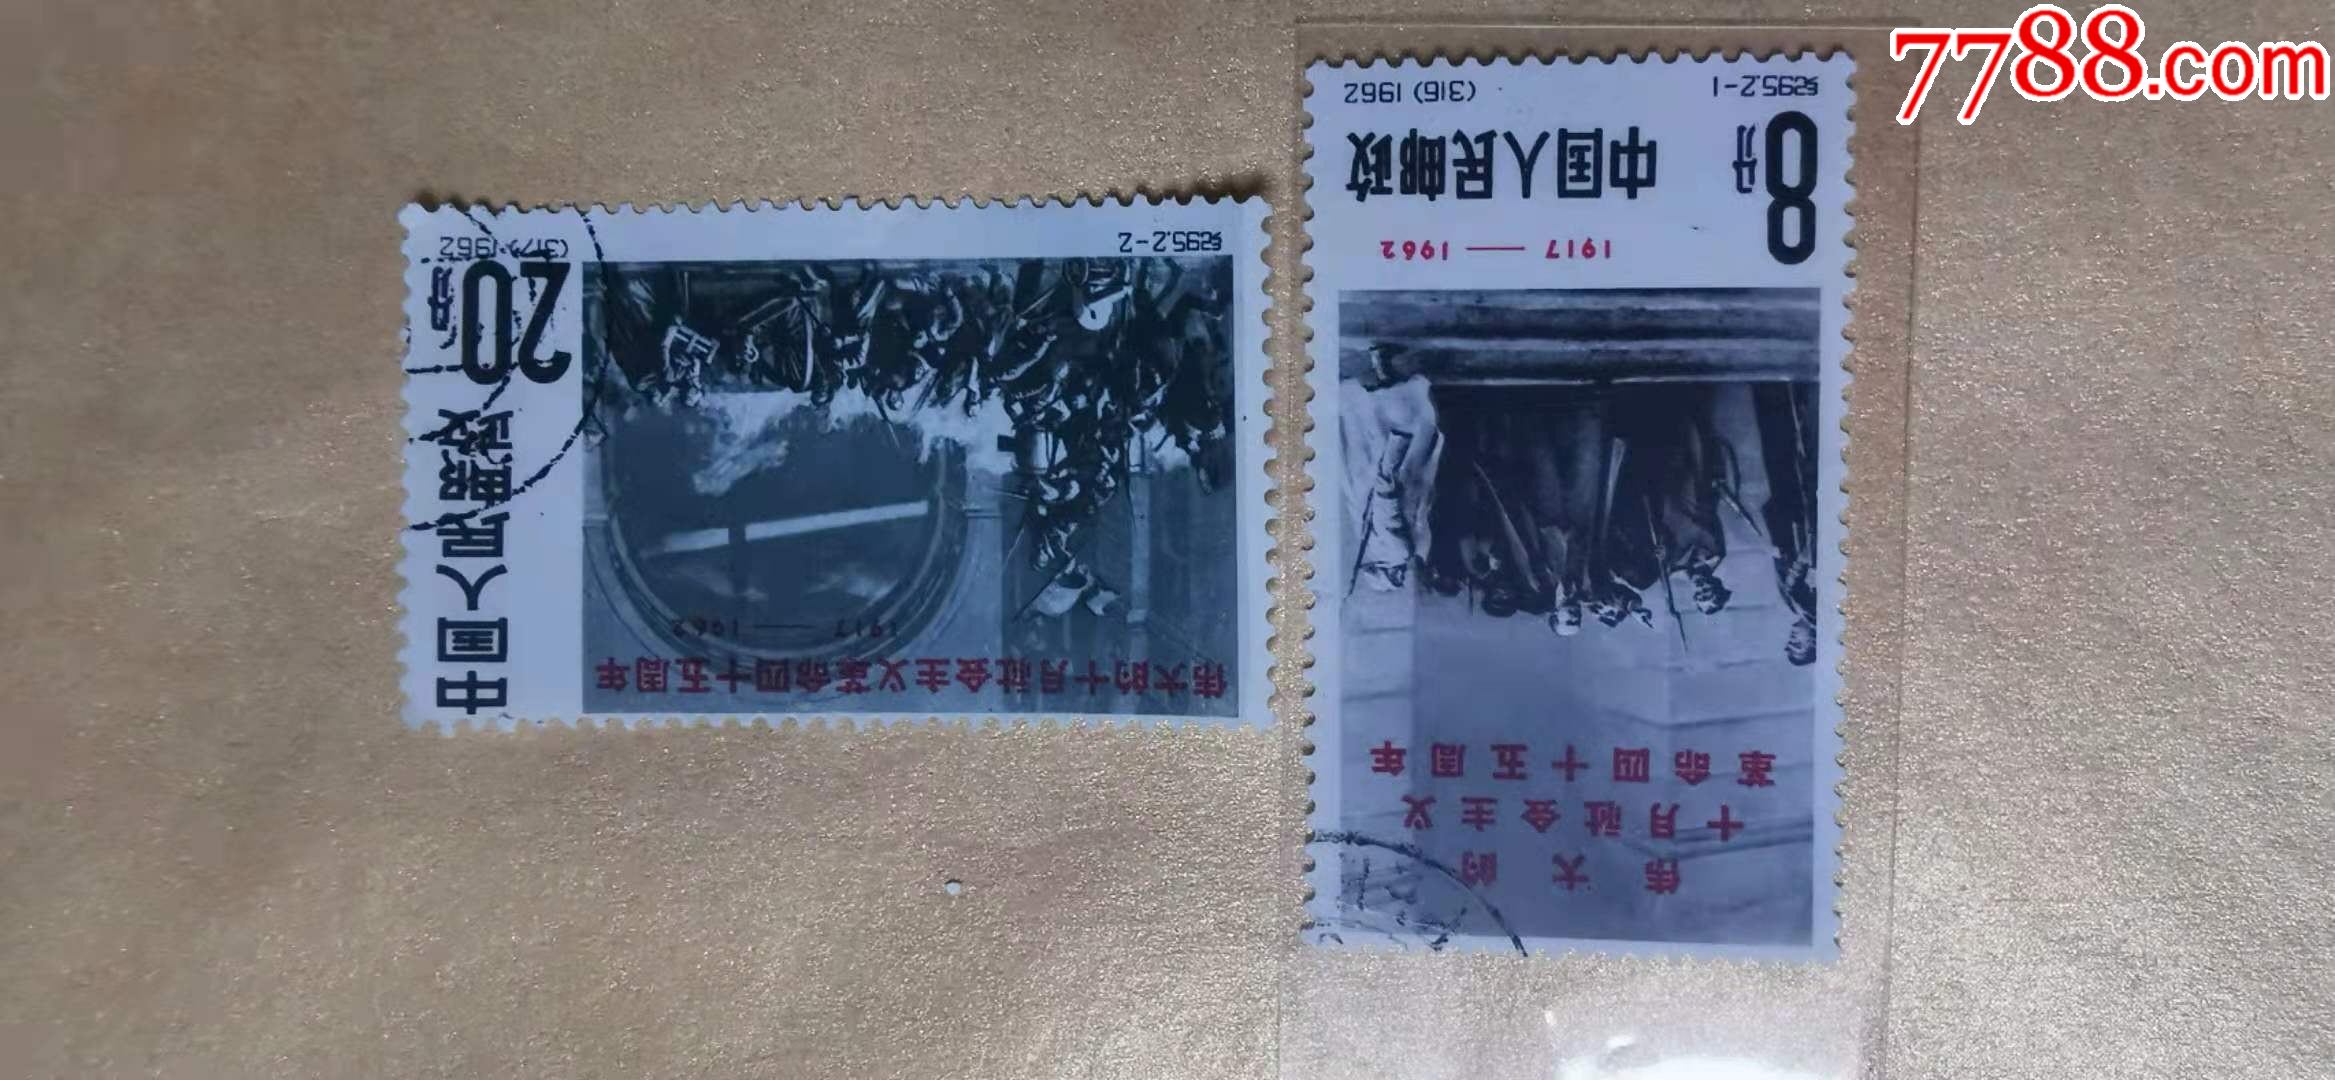 7788.com
伟大的
十月社会主义
革命四十五周年
1917 — 1962
8分 中国人民邮政
纪95.2-1 (316) 1962
伟大的十月社会主义革命四十五周年
1917 — 1962
中国人民邮政
20分
纪95.2-2 (317) 1962